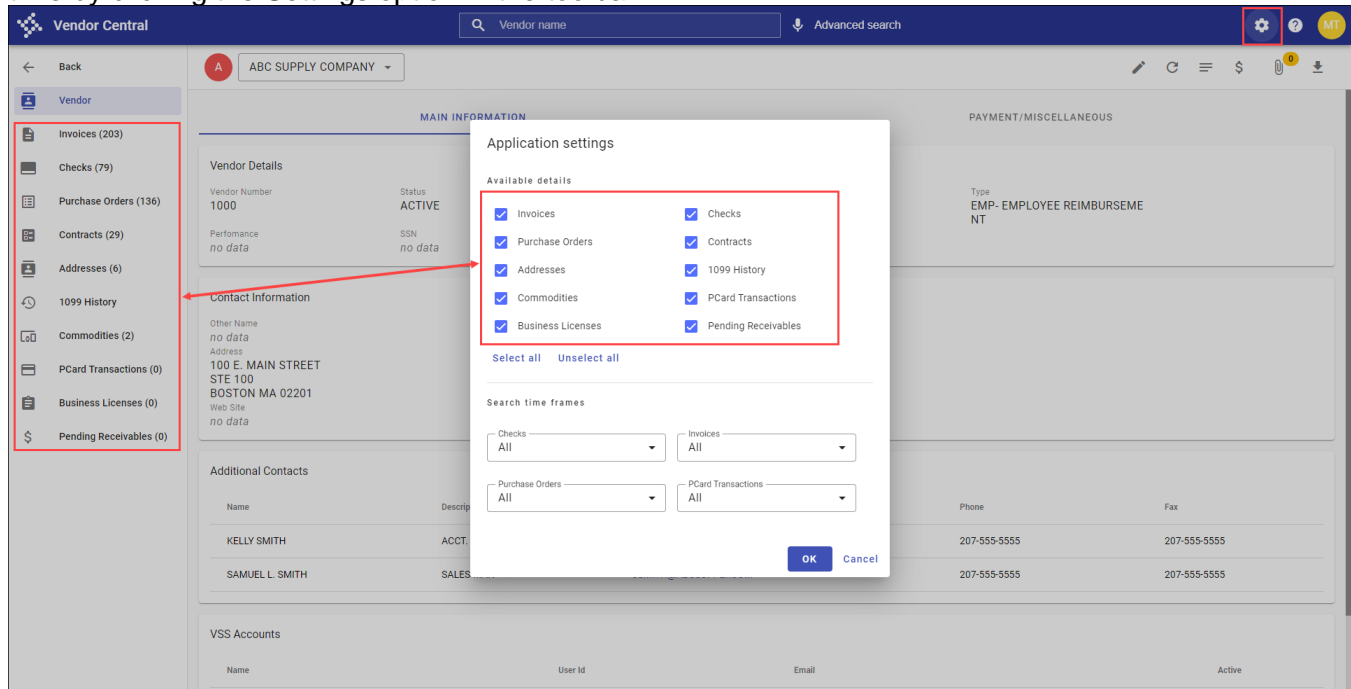 Vendor Central
Vendor name
Advanced search
MT
Back
A
ABC SUPPLY COMPANY
0
Vendor
Invoices (203)
Checks (79)
Purchase Orders (136)
Contracts (29)
Addresses (6)
1099 History
Commodities (2)
PCard Transactions (0)
Business Licenses (0)
Pending Receivables (0)
MAIN INFORMATION
PAYMENT/MISCELLANEOUS
Vendor Details
Vendor Number
1000
Status
ACTIVE
Type
EMP- EMPLOYEE REIMBURSEME
NT
Perfomance
no data
SSN
no data
Contact Information
Other Name
no data
Address
100 E. MAIN STREET
STE 100
BOSTON MA 02201
Web Site
no data
Additional Contacts
Name
Phone
Fax
KELLY SMITH
ACCT.
207-555-5555
207-555-5555
SAMUEL L. SMITH
207-555-5555
207-555-5555
VSS Accounts
Name
User Id
Email
Active
Application settings
Available details
Invoices
Checks
Purchase Orders
Contracts
Addresses
1099 History
Commodities
PCard Transactions
Business Licenses
Pending Receivables
Select all
Unselect all
Search time frames
Checks
All
Invoices
All
Purchase Orders
All
PCard Transactions
All
OK
Cancel